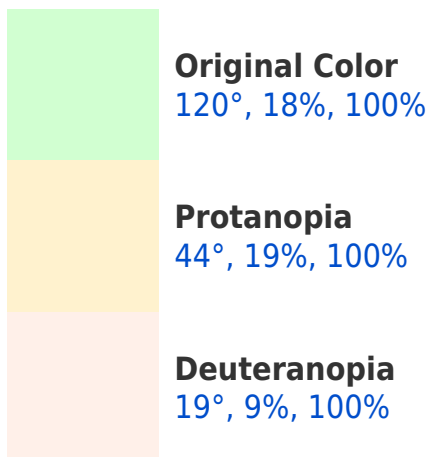 Original Color
120°, 18%, 100%
Protanopia
44°, 19%, 100%
Deuteranopia
19°, 9%, 100%